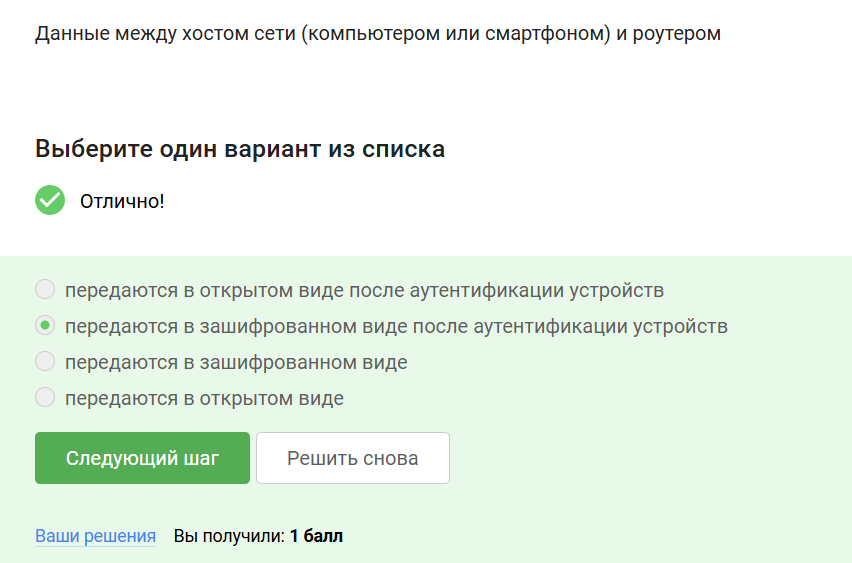 Данные между хостом сети (компьютером или смартфоном) и роутером
Выберите один вариант из списка
Отлично!
передаются в открытом виде после аутентификации устройств
передаются в зашифрованном виде после аутентификации устройств
передаются в зашифрованном виде
передаются в открытом виде
Следующий шаг Решить снова
Ваши решения Вы получили: 1 балл